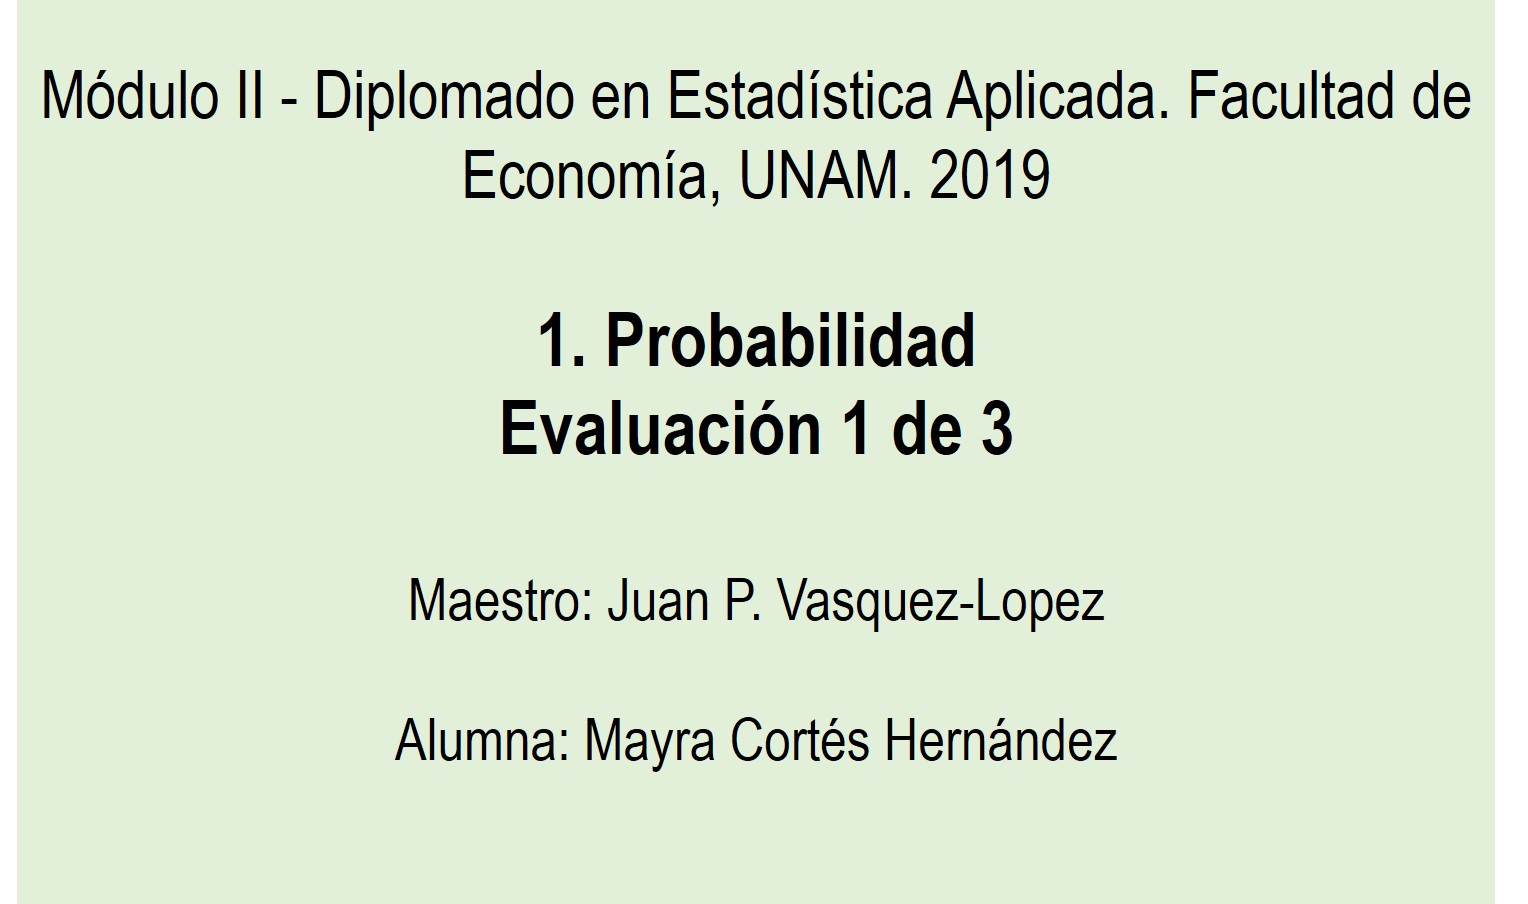 Módulo II - Diplomado en Estadística Aplicada. Facultad de
Economía, UNAM. 2019
1. Probabilidad
Evaluación 1 de 3
Maestro: Juan P. Vasquez-Lopez
Alumna: Mayra Cortés Hernández